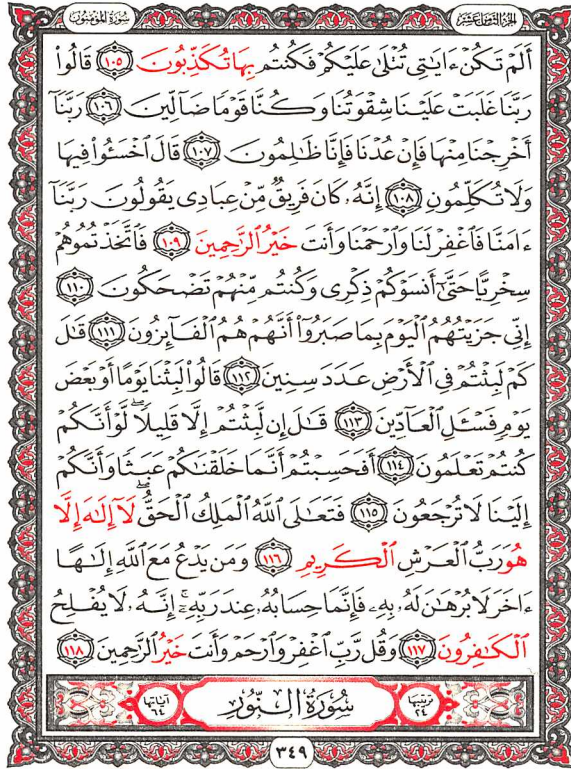 الجزء الثامن عشر
سورة المؤمنون
أَلَمْ تَكُنْ ءَايَٰتِى تُتْلَىٰ عَلَيْكُمْ فَكُنتُم بِهَا تُكَذِّبُونَ ١٠٥ قَالُوا۟
رَبَّنَا غَلَبَتْ عَلَيْنَا شِقْوَتُنَا وَكُنَّا قَوْمًا ضَآلِّينَ ١٠٦ رَبَّنَآ
أَخْرِجْنَا مِنْهَا فَإِنْ عُدْنَا فَإِنَّا ظَٰلِمُونَ ١٠٧ قَالَ ٱخْسَـُٔوا۟ فِيهَا
وَلَا تُكَلِّمُونِ ١٠٨ إِنَّهُۥ كَانَ فَرِيقٌ مِّنْ عِبَادِى يَقُولُونَ رَبَّنَآ
ءَامَنَّا فَٱغْفِرْ لَنَا وَٱرْحَمْنَا وَأَنتَ خَيْرُ ٱلرَّٰحِمِينَ ١٠٩ فَٱتَّخَذْتُمُوهُمْ
سِخْرِيًّا حَتَّىٰٓ أَنسَوْكُمْ ذِكْرِى وَكُنتُم مِّنْهُمْ تَضْحَكُونَ ١١٠
إِنِّى جَزَيْتُهُمُ ٱلْيَوْمَ بِمَا صَبَرُوٓا۟ أَنَّهُمْ هُمُ ٱلْفَآئِزُونَ ١١١ قَٰلَ
كَمْ لَبِثْتُمْ فِى ٱلْأَرْضِ عَدَدَ سِنِينَ ١١٢ قَالُوا۟ لَبِثْنَا يَوْمًا أَوْ بَعْضَ
يَوْمٍ فَسْـَٔلِ ٱلْعَآدِّينَ ١١٣ قَٰلَ إِن لَّبِثْتُمْ إِلَّا قَلِيلًا ۖ لَّوْ أَنَّكُمْ
كُنتُمْ تَعْلَمُونَ ١١٤ أَفَحَسِبْتُمْ أَنَّمَا خَلَقْنَٰكُمْ عَبَثًا وَأَنَّكُمْ
إِلَيْنَا لَا تُرْجَعُونَ ١١٥ فَتَعَٰلَى ٱللَّهُ ٱلْمَلِكُ ٱلْحَقُّ ۖ لَآ إِلَٰهَ إِلَّا
هُوَ رَبُّ ٱلْعَرْشِ ٱلْكَرِيمِ ١١٦ وَمَن يَدْعُ مَعَ ٱللَّهِ إِلَٰهًا
ءَاخَرَ لَا بُرْهَٰنَ لَهُۥ بِهِۦ فَإِنَّمَا حِسَابُهُۥ عِندَ رَبِّهِۦٓ ۚ إِنَّهُۥ لَا يُفْلِحُ
ٱلْكَٰفِرُونَ ١١٧ وَقُل رَّبِّ ٱغْفِرْ وَٱرْحَمْ وَأَنتَ خَيْرُ ٱلرَّٰحِمِينَ ١١٨
ترتيبها ٢٤
سُورَةُ النُّورِ
آياتها ٦٤
٣٤٩